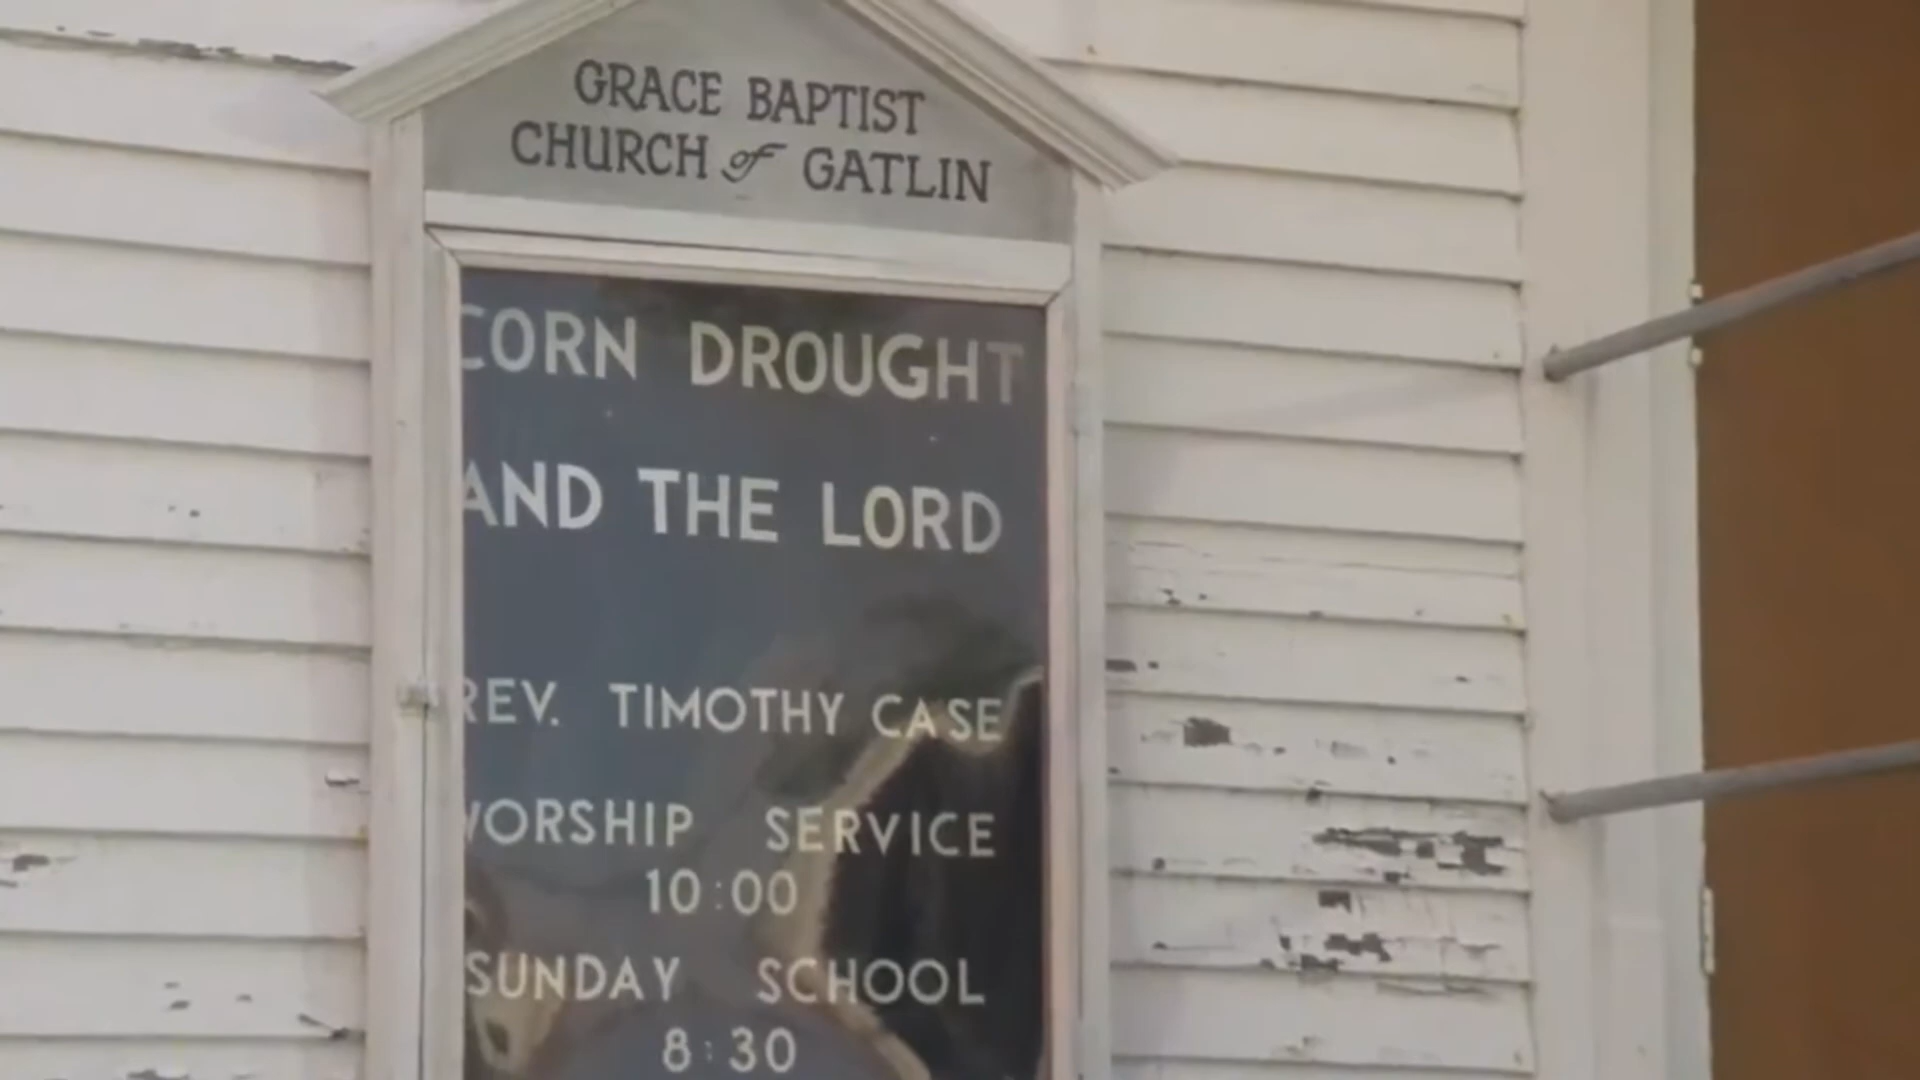 GRACE BAPTIST
CHURCH of GATLIN
CORN DROUGHT
AND THE LORD
REV. TIMOTHY CASE
WORSHIP SERVICE
10:00
SUNDAY SCHOOL
8:30